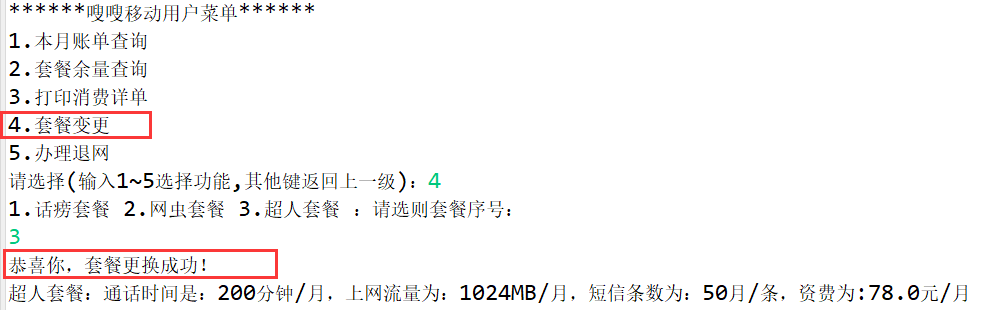 ******嗖嗖移动用户菜单******
1.本月账单查询
2.套餐余量查询
3.打印消费详单
4.套餐变更
5.办理退网
请选择(输入1~5选择功能,其他键返回上一级)：4
1.话痨套餐 2.网虫套餐 3.超人套餐 ：请选则套餐序号：
3
恭喜你，套餐更换成功！
超人套餐：通话时间是：200分钟/月，上网流量为：1024MB/月，短信条数为：50月/条，资费为:78.0元/月